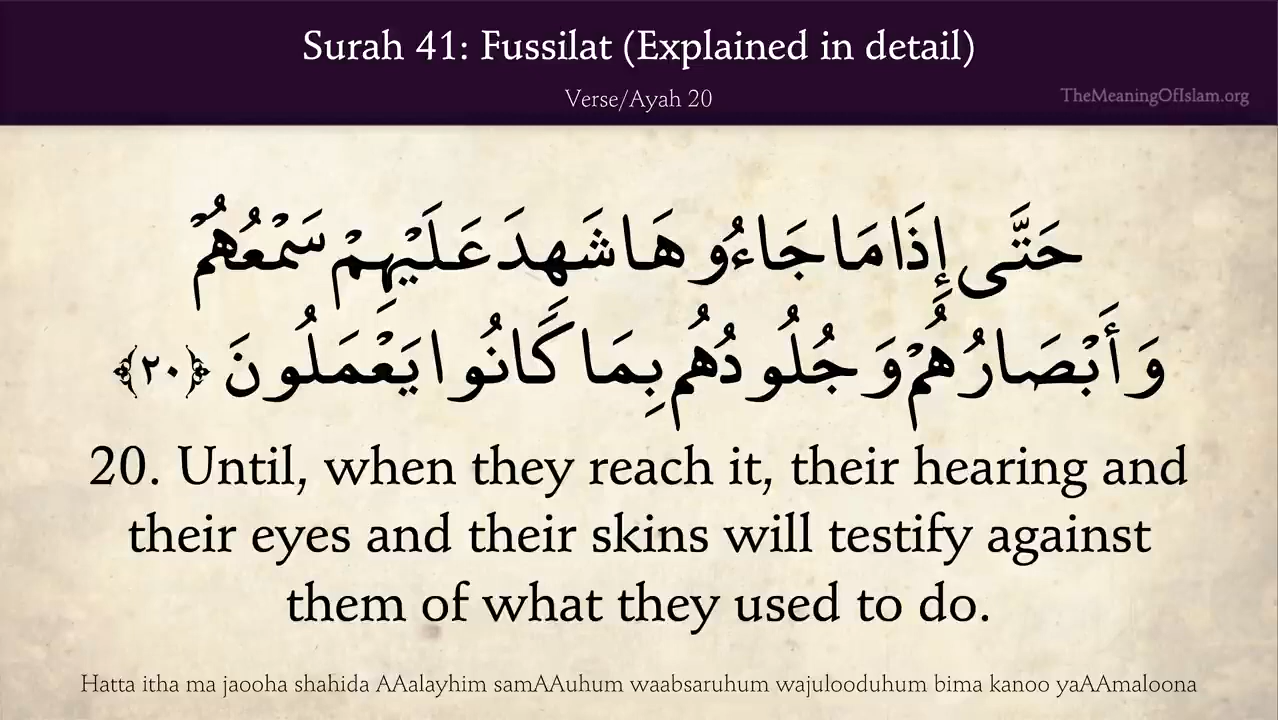 Surah 41: Fussilat (Explained in detail)
Verse/Ayah 20
TheMeaningOfIslam.org
حَتَّى إِذَا مَا جَاءُوهَا شَهِدَ عَلَيْهِمْ سَمْعُهُمْ
وَأَبْصَارُهُمْ وَجُلُودُهُم بِمَا كَانُوا يَعْمَلُونَ ﴿٢٠﴾
20. Until, when they reach it, their hearing and
their eyes and their skins will testify against
them of what they used to do.
Hatta itha ma jaooha shahida AAalayhim samAAuhum waabsaruhum wajulooduhum bima kanoo yaAAmaloona